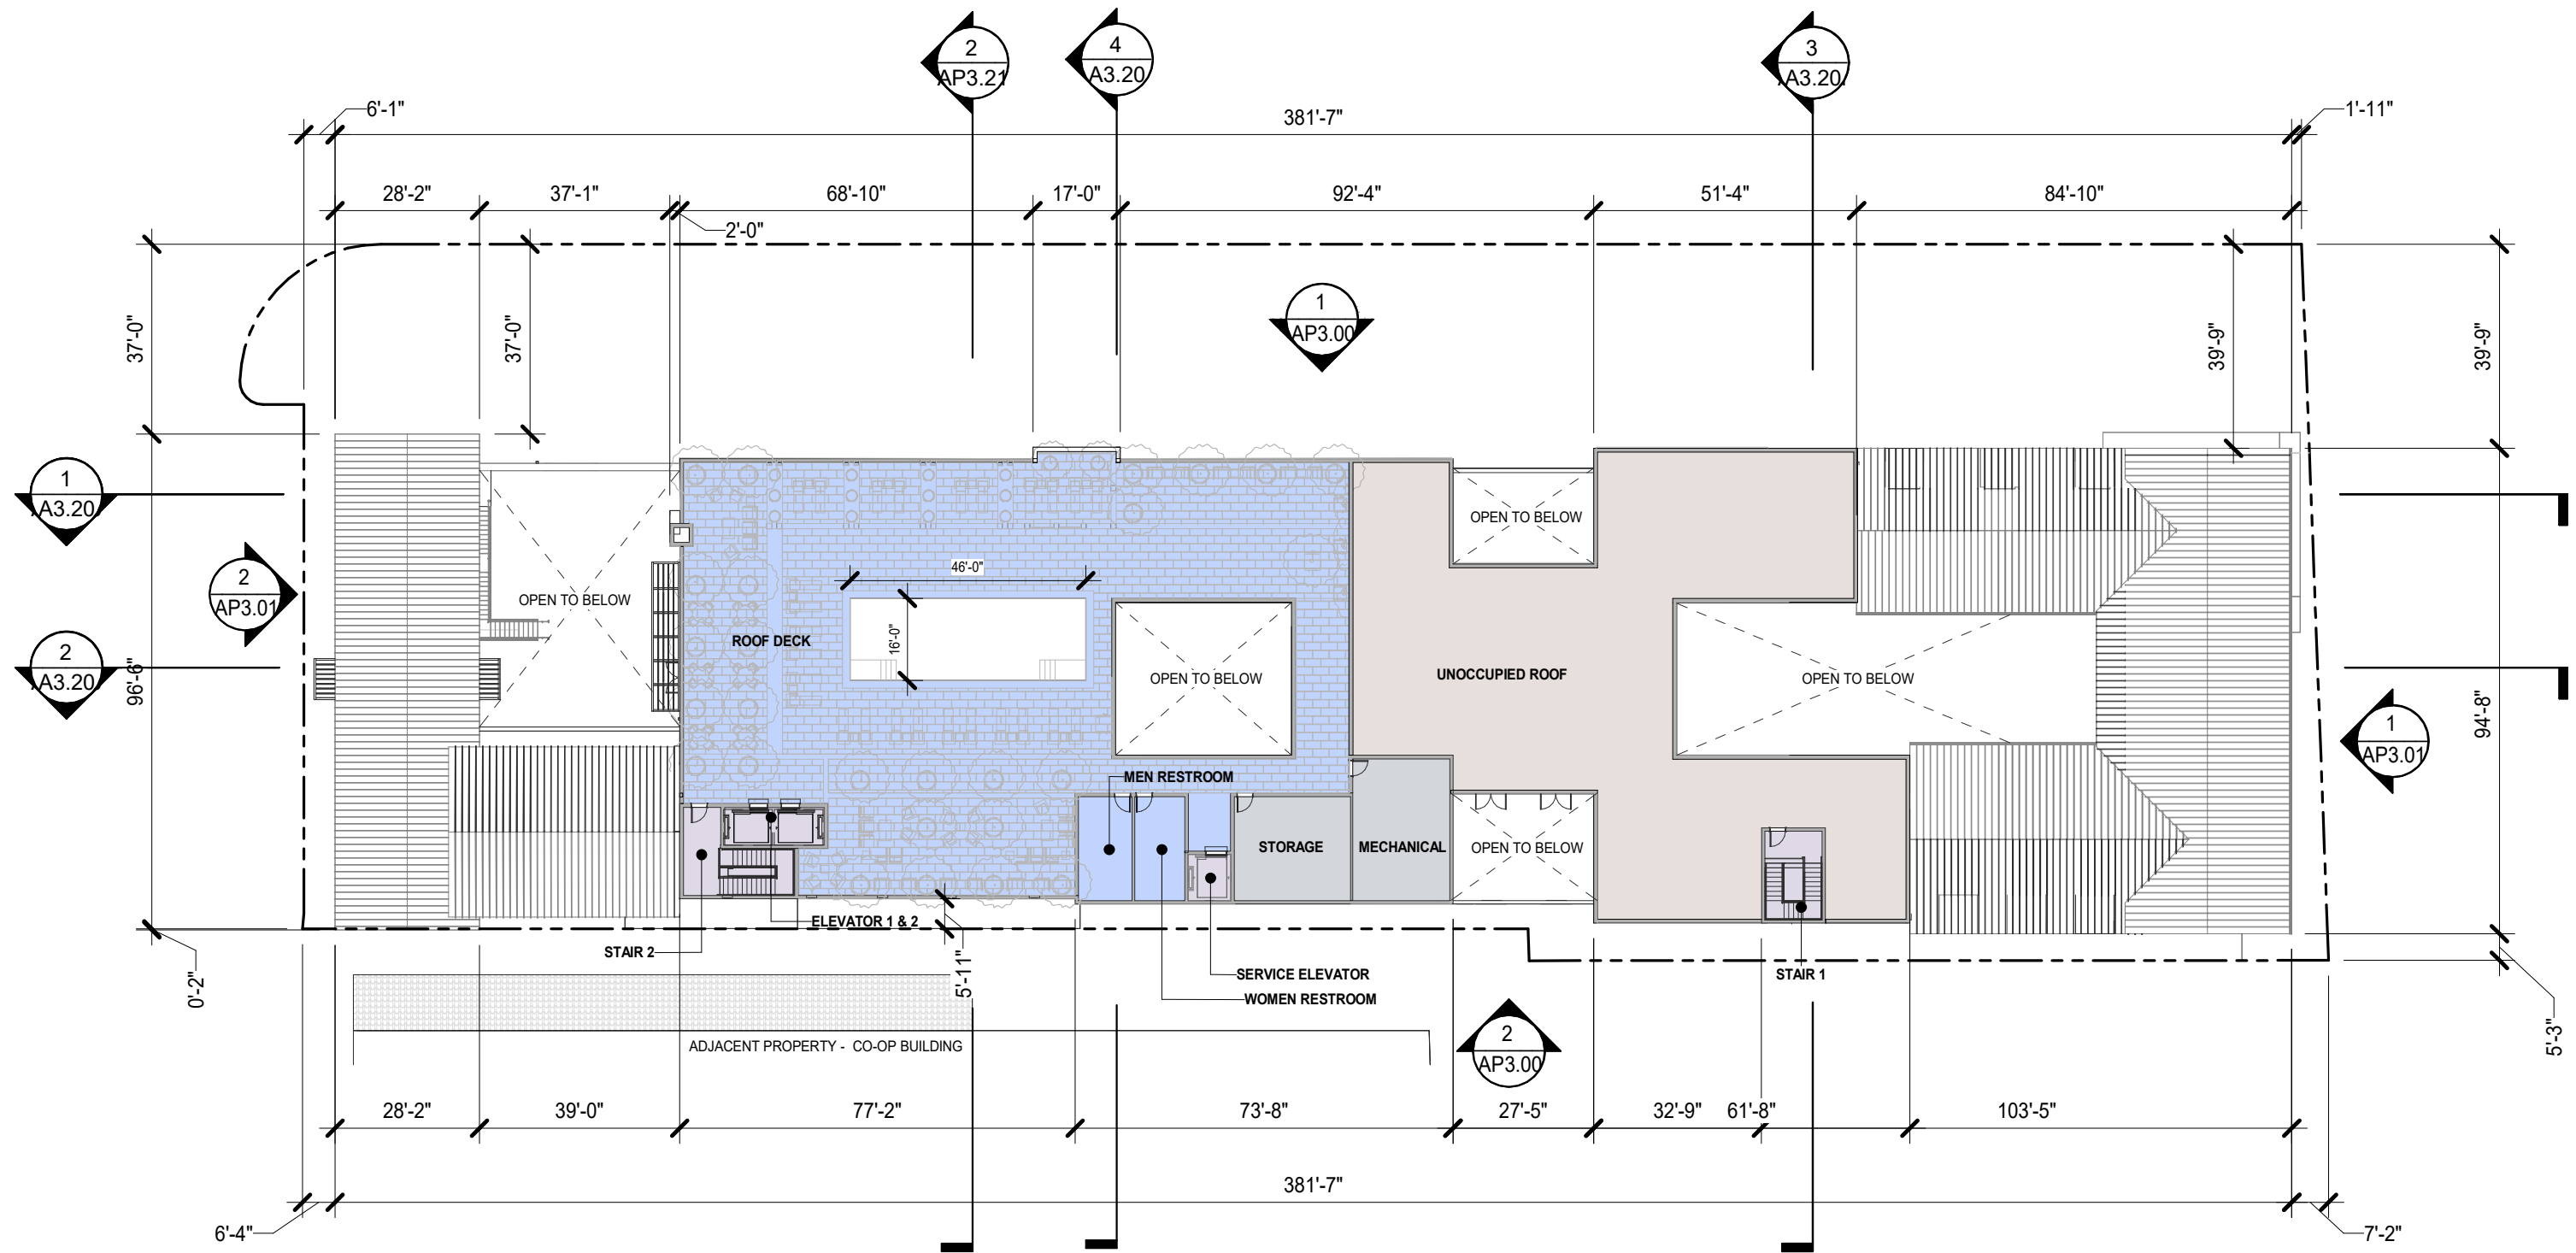 2
AP3.21
4
A3.20
3
A3.20
6'-1"
381'-7"
1'-11"
28'-2"
37'-1"
2'-0"
68'-10"
17'-0"
92'-4"
51'-4"
84'-10"
37'-0"
37'-0"
1
AP3.00
39'-9"
39'-9"
1
A3.20
2
AP3.01
2
A3.20
96'-6"
OPEN TO BELOW
OPEN TO BELOW
46'-0"
16'-0"
ROOF DECK
OPEN TO BELOW
UNOCCUPIED ROOF
OPEN TO BELOW
94'-8"
1
AP3.01
MEN RESTROOM
STORAGE
MECHANICAL
OPEN TO BELOW
ELEVATOR 1 & 2
STAIR 2
SERVICE ELEVATOR
WOMEN RESTROOM
STAIR 1
0'-2"
5'-11"
5'-3"
ADJACENT PROPERTY - CO-OP BUILDING
2
AP3.00
28'-2"
39'-0"
77'-2"
73'-8"
27'-5"
32'-9"
61'-8"
103'-5"
381'-7"
6'-4"
7'-2"